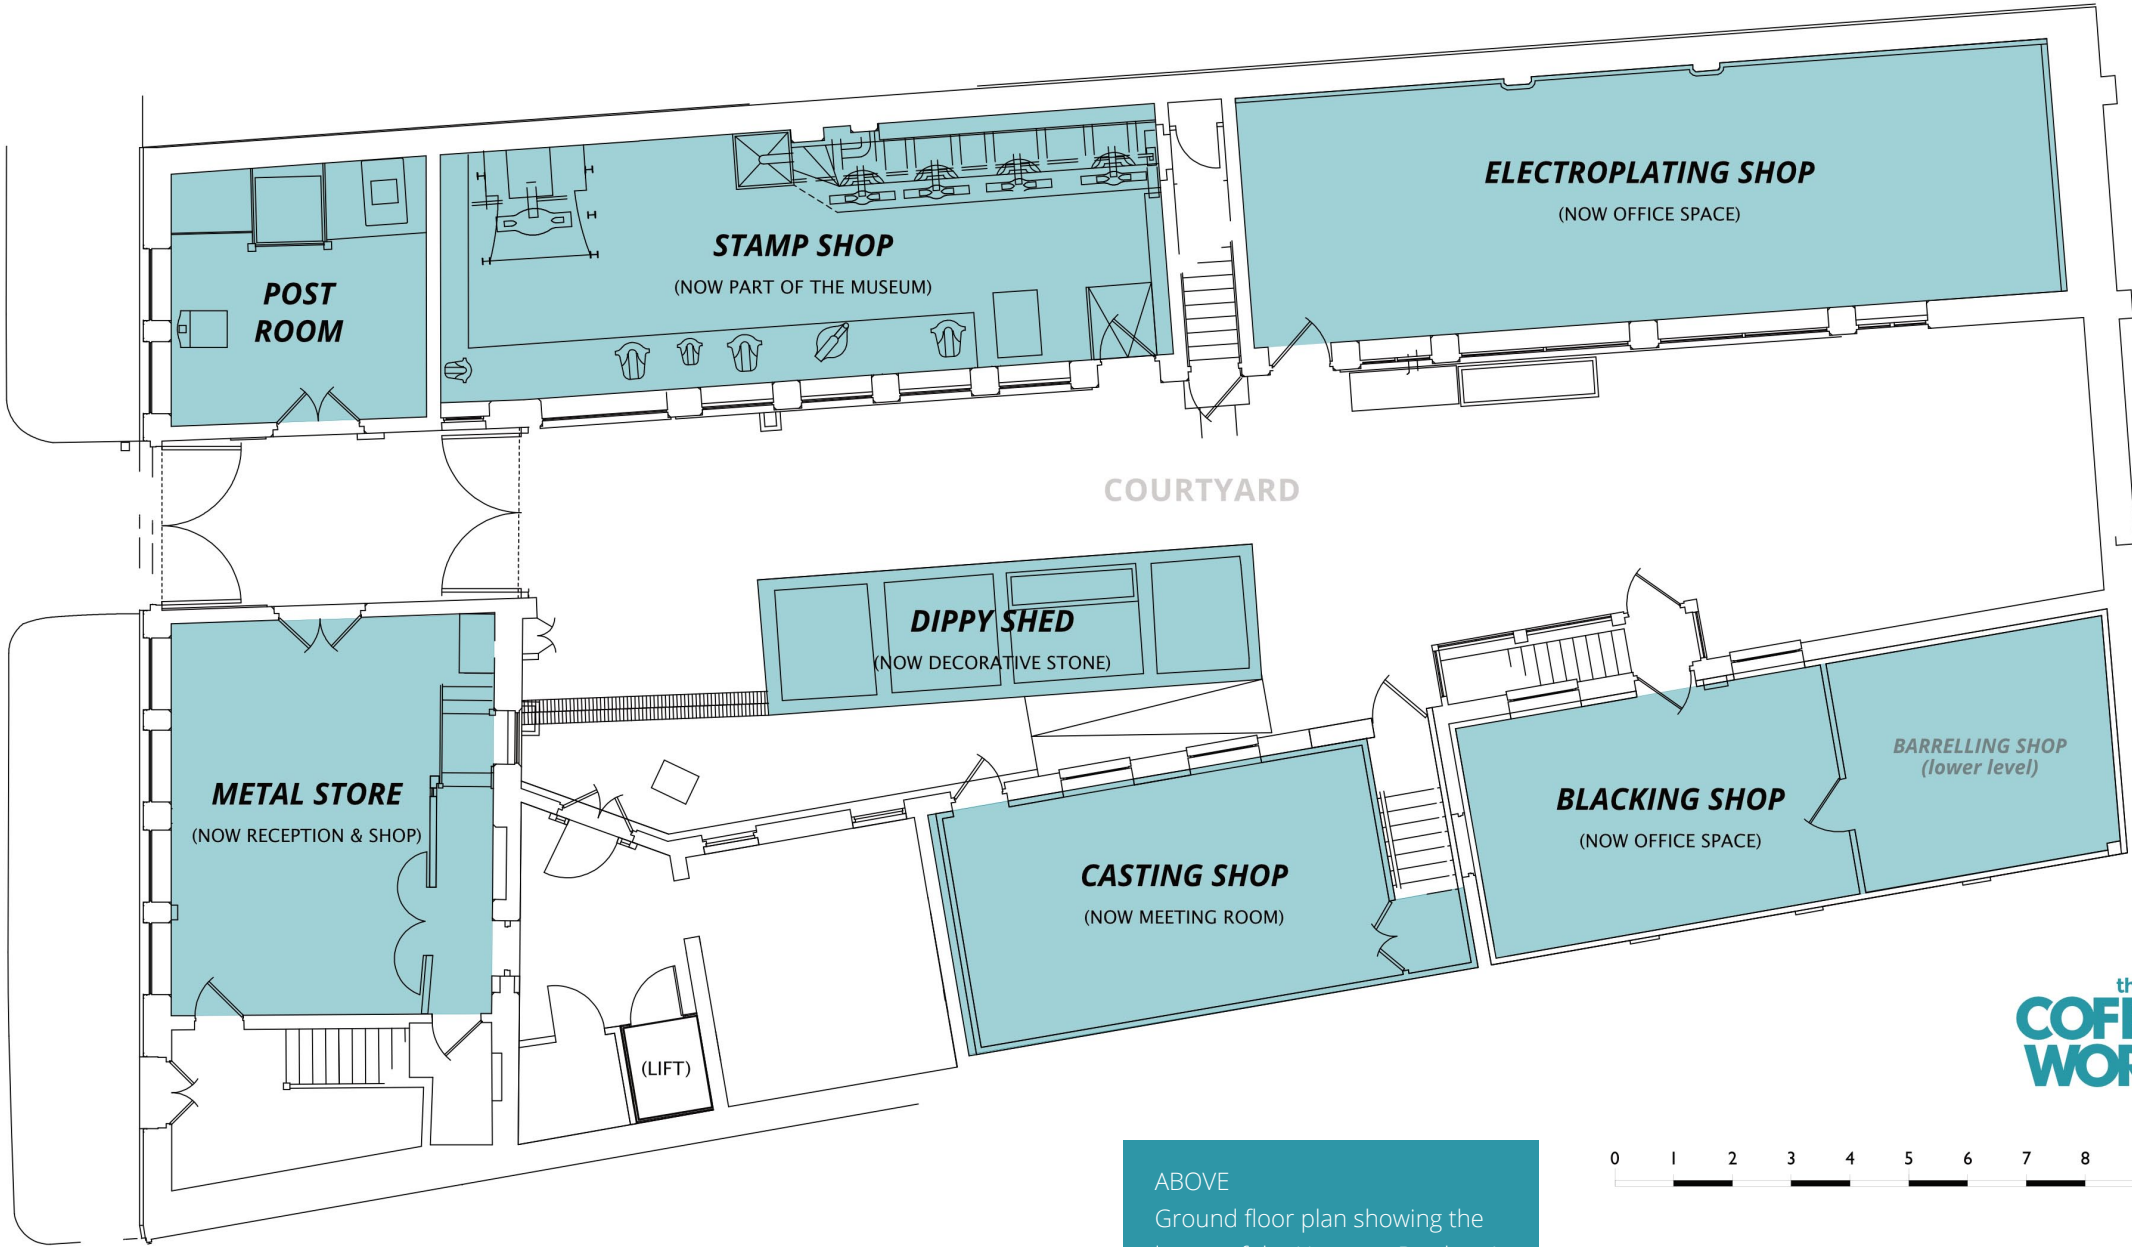 ELECTROPLATING SHOP
(NOW OFFICE SPACE)
STAMP SHOP
(NOW PART OF THE MUSEUM)
POST
ROOM
COURTYARD
DIPPY SHED
(NOW DECORATIVE STONE)
METAL STORE
(NOW RECEPTION & SHOP)
BARRELLING SHOP
(lower level)
BLACKING SHOP
(NOW OFFICE SPACE)
CASTING SHOP
(NOW MEETING ROOM)
(LIFT)
ABOVE
Ground floor plan showing the
0 1 2 3 4 5 6 7 8